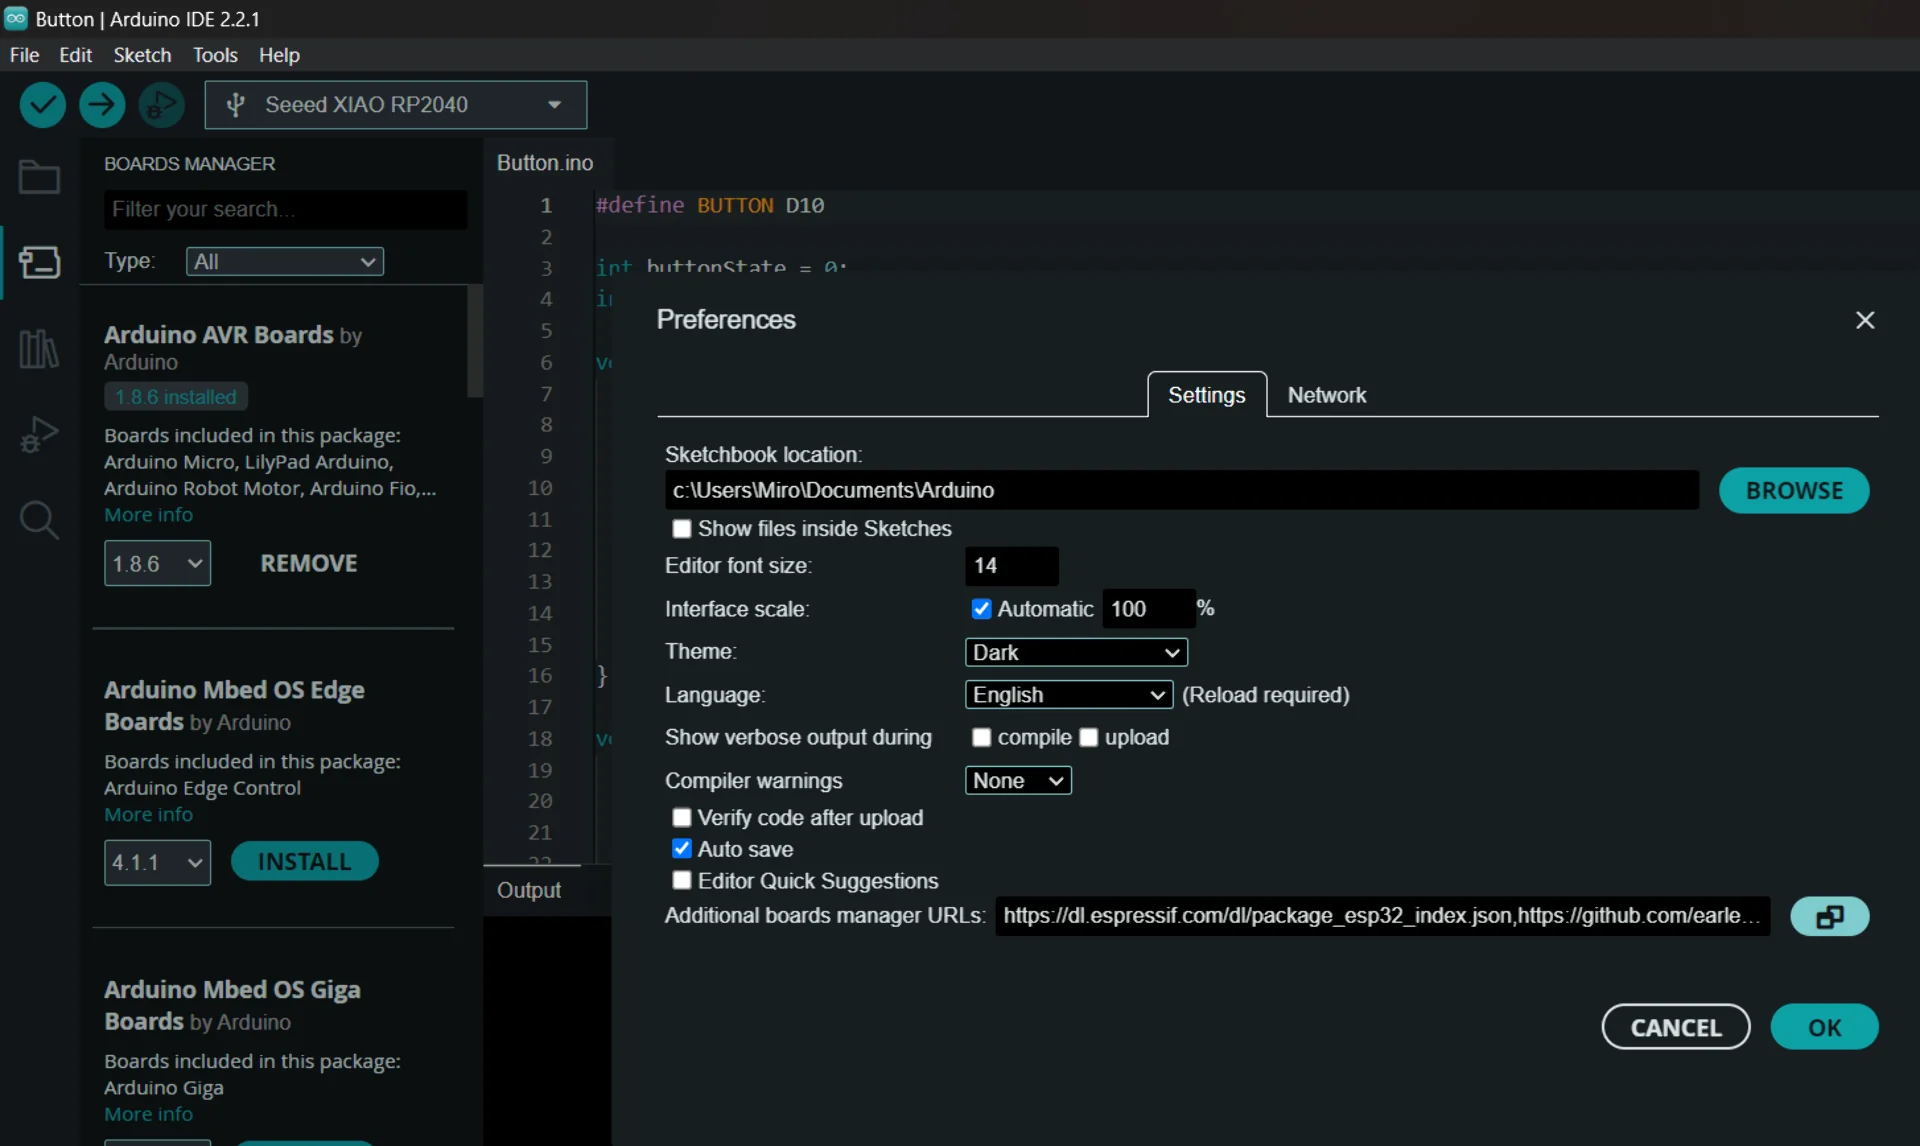 Button | Arduino IDE 2.2.1
File Edit Sketch Tools Help
Seeed XIAO RP2040
BOARDS MANAGER
Filter your search...
Type: All
Arduino AVR Boards by
Arduino
1.8.6 installed
Boards included in this package:
Arduino Micro, LilyPad Arduino,
Arduino Robot Motor, Arduino Fio,...
More info
1.8.6 REMOVE
Arduino Mbed OS Edge
Boards by Arduino
Boards included in this package:
Arduino Edge Control
More info
4.1.1 INSTALL
Arduino Mbed OS Giga
Boards by Arduino
Boards included in this package:
Arduino Giga
More info
Button.ino
1 #define BUTTON D10
2
3 int buttonState = 0;
4
5
6
7
8
9
10
11
12
13
14
15
16 }
17
18
19
20
21
22
Output
Preferences
Settings Network
Sketchbook location:
c:\Users\Miro\Documents\Arduino BROWSE
Show files inside Sketches
Editor font size: 14
Interface scale: Automatic 100 %
Theme: Dark
Language: English (Reload required)
Show verbose output during compile upload
Compiler warnings None
Verify code after upload
Auto save
Editor Quick Suggestions
Additional boards manager URLs: https://dl.espressif.com/dl/package_esp32_index.json,https://github.com/earle...
CANCEL OK